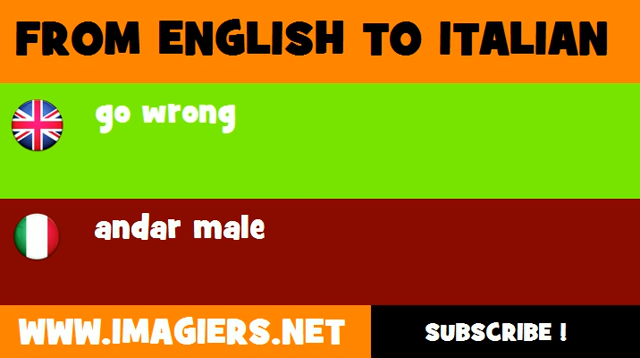 FROM ENGLISH TO ITALIAN
go wrong
andar male
WWW.IMAGIERS.NET
SUBSCRIBE !